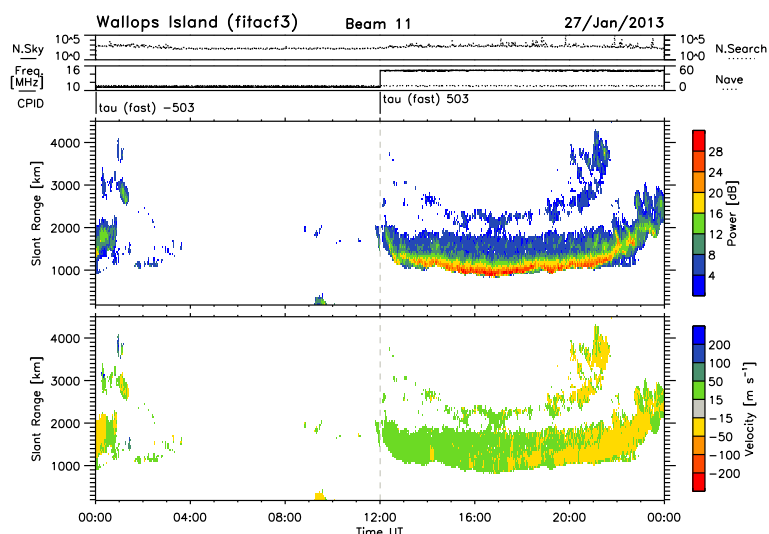 Wallops Island (fitacf3) Beam 11 27/Jan/2013
N.Sky 10^5 10^0 10^5 10^0 N.Search
Freq. [MHz] 16 10 60 0 Nave
CPID tau (fast) -503 tau (fast) 503
Slant Range [km] 4000 3000 2000 1000
Power [dB] 28 24 20 16 12 8 4
Slant Range [km] 4000 3000 2000 1000
Velocity [m s⁻¹] 200 100 50 15 -15 -50 -100 -200
00:00 04:00 08:00 12:00 16:00 20:00 00:00
Time UT